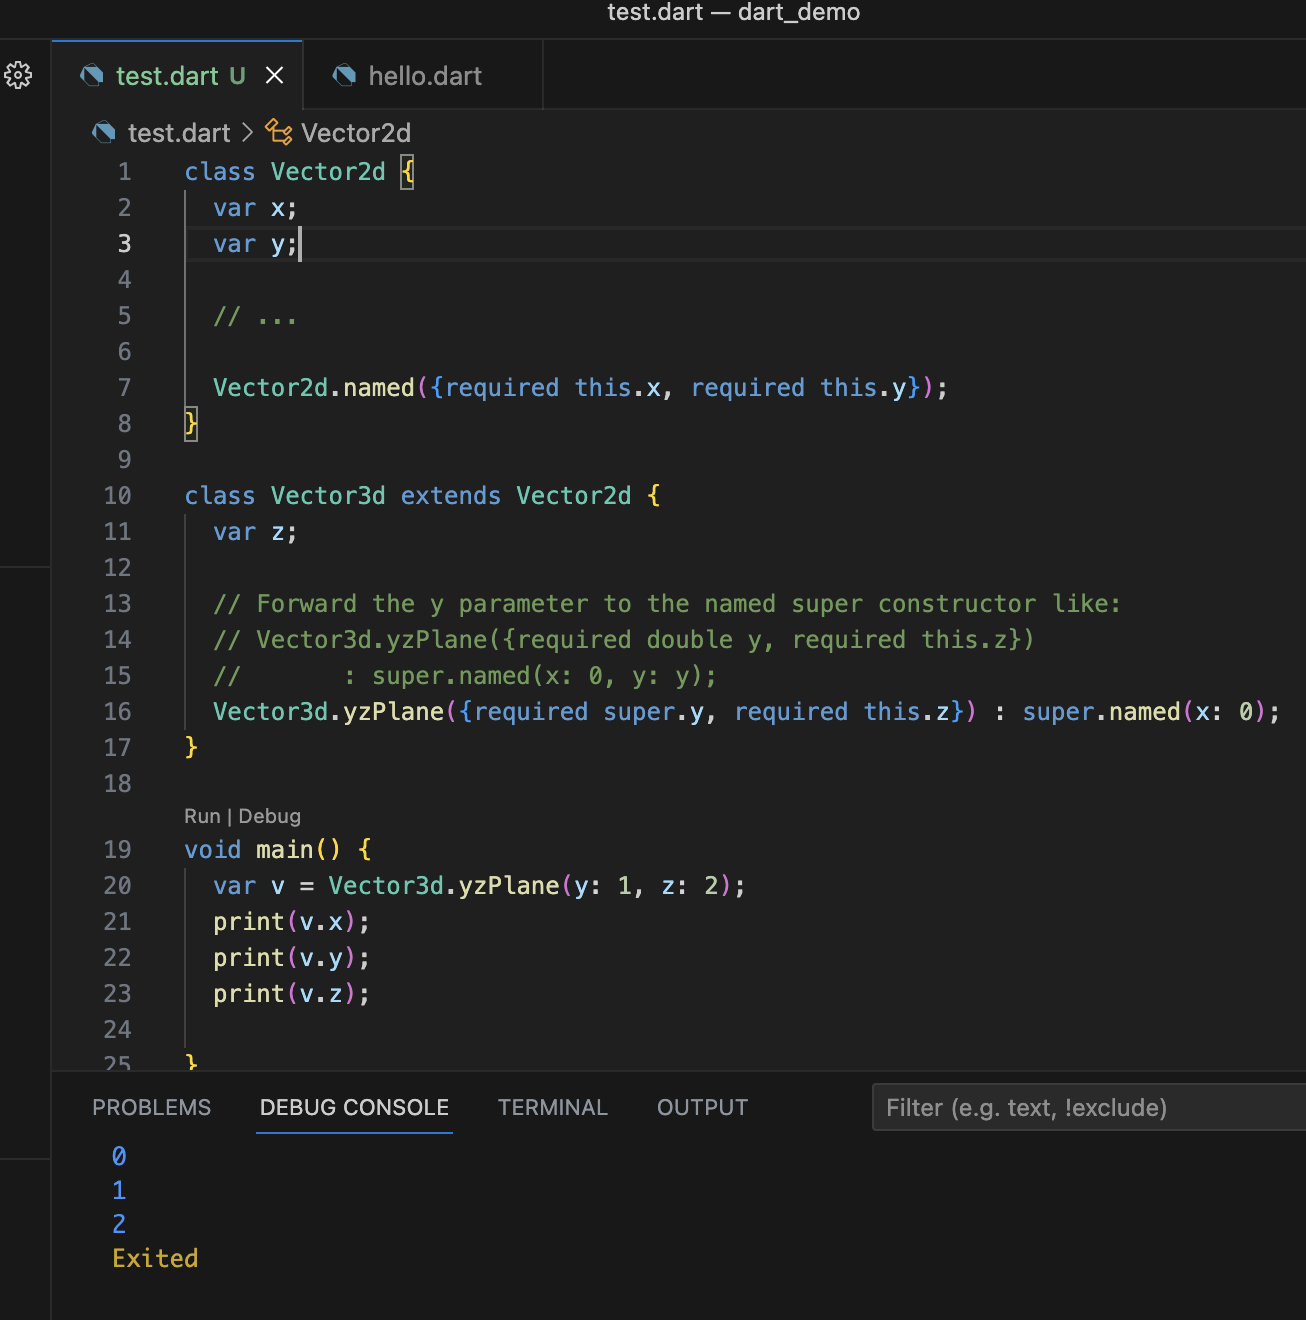 test.dart — dart_demo
test.dart U hello.dart
test.dart > Vector2d
1 class Vector2d {
2 var x;
3 var y;
4
5 // ...
6
7 Vector2d.named({required this.x, required this.y});
8 }
9
10 class Vector3d extends Vector2d {
11 var z;
12
13 // Forward the y parameter to the named super constructor like:
14 // Vector3d.yzPlane({required double y, required this.z})
15 //       : super.named(x: 0, y: y);
16 Vector3d.yzPlane({required super.y, required this.z}) : super.named(x: 0);
17 }
18
Run | Debug
19 void main() {
20 var v = Vector3d.yzPlane(y: 1, z: 2);
21 print(v.x);
22 print(v.y);
23 print(v.z);
24
25 }
PROBLEMS DEBUG CONSOLE TERMINAL OUTPUT Filter (e.g. text, !exclude)
0
1
2
Exited